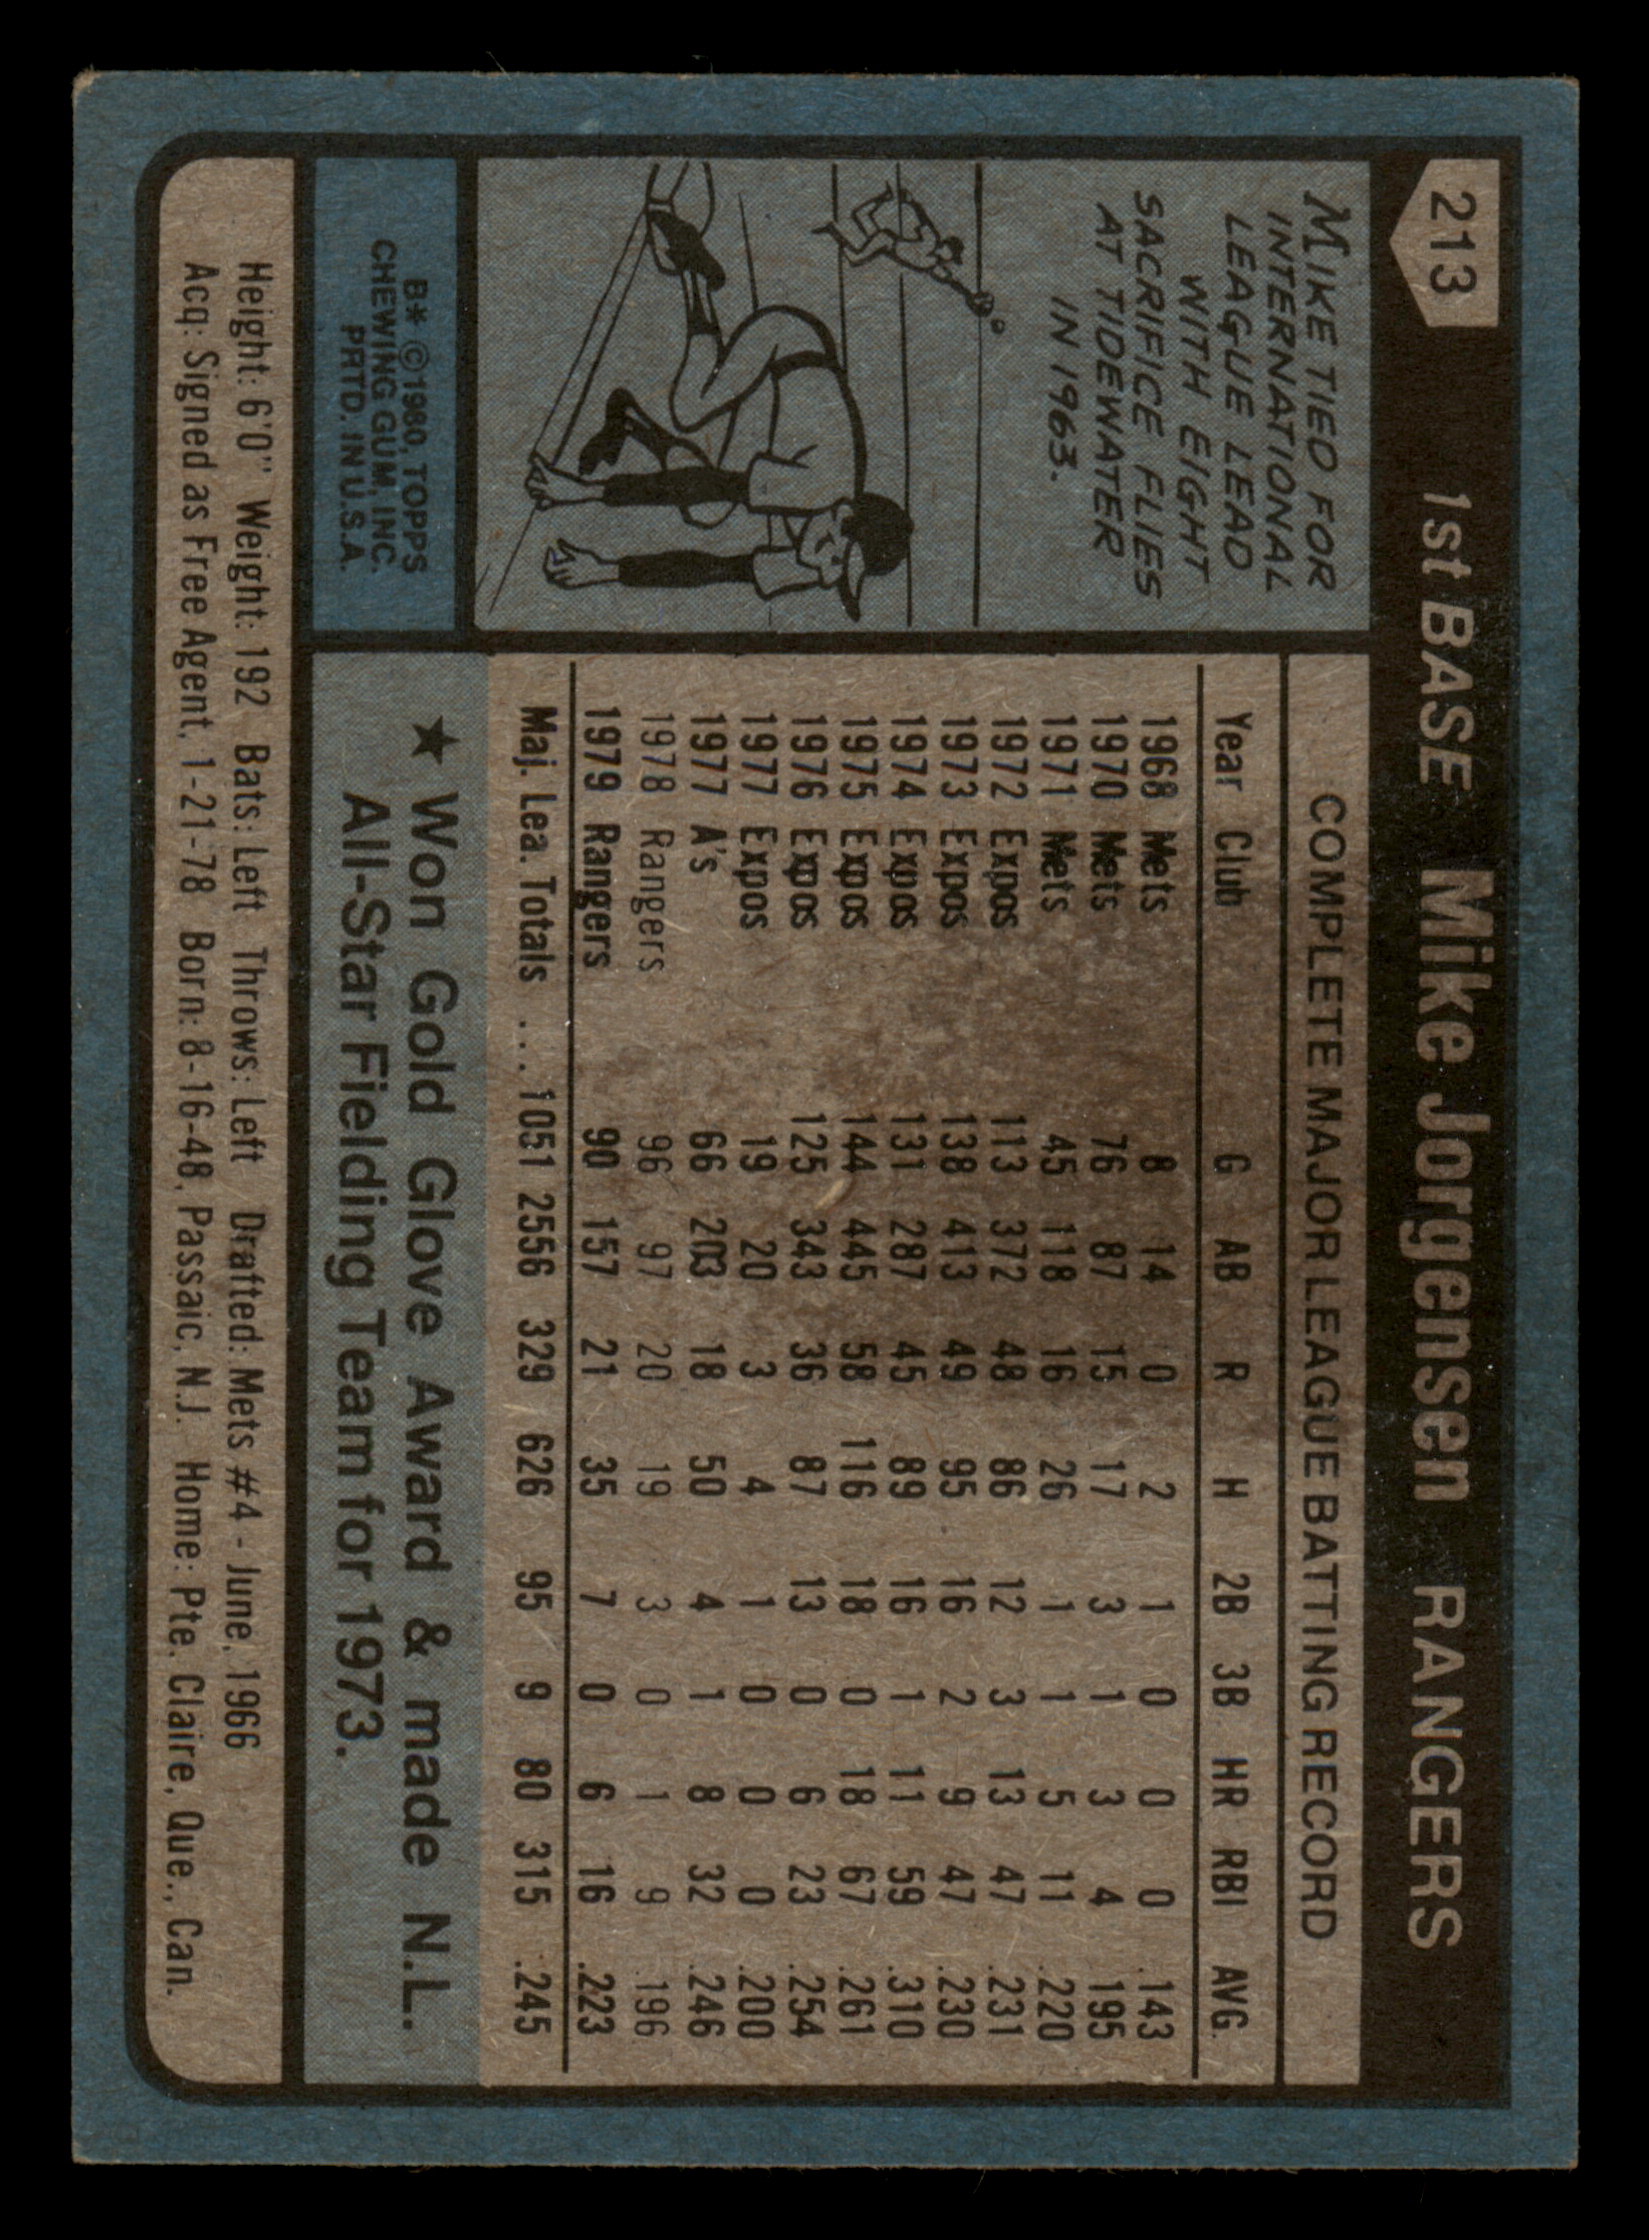 213 1st BASE Mike Jorgensen RANGERS
MIKE TIED FOR
INTERNATIONAL
LEAGUE LEAD
WITH EIGHT
SACRIFICE FLIES
AT TIDEWATER
IN 1963.
B* ©1980, TOPPS
CHEWING GUM, INC.
PRTD. IN U.S.A.
COMPLETE MAJOR LEAGUE BATTING RECORD
Year Club G AB R H 2B 3B HR RBI AVG.
1968 Mets 8 14 0 2 1 0 0 0 .143
1970 Mets 76 87 15 17 3 1 3 4 .195
1971 Mets 45 118 16 26 1 1 5 11 .220
1972 Expos 113 372 48 86 12 3 13 47 .231
1973 Expos 138 413 49 95 16 2 9 47 .230
1974 Expos 131 287 45 89 16 1 11 59 .310
1975 Expos 144 445 58 116 18 0 18 67 .261
1976 Expos 125 343 36 87 13 0 6 23 .254
1977 Expos 19 20 3 4 1 0 0 0 .200
1977 A's 66 203 18 50 4 1 8 32 .246
1978 Rangers 96 97 20 19 3 0 1 9 .196
1979 Rangers 90 157 21 35 7 0 6 16 .223
Maj. Lea. Totals ... 1051 2556 329 626 95 9 80 315 .245
★ Won Gold Glove Award & made N.L.
All-Star Fielding Team for 1973.
Height: 6'0" Weight: 192 Bats: Left Throws: Left Drafted: Mets #4 - June, 1966
Acq: Signed as Free Agent, 1-21-78 Born: 8-16-48, Passaic, N.J. Home: Pte. Claire, Que., Can.